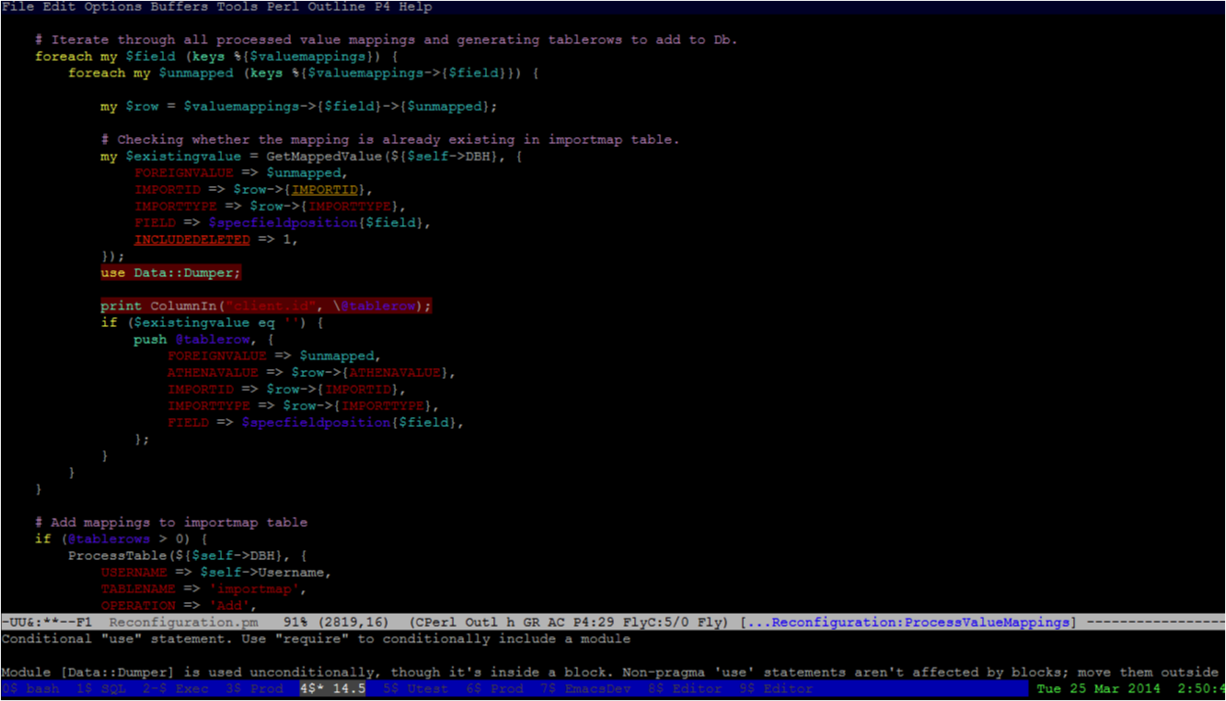 File Edit Options Buffers Tools Perl Outline P4 Help
# Iterate through all processed value mappings and generating tablerows to add to Db.
foreach my $field (keys %{$valuemappings}) {
foreach my $unmapped (keys %{$valuemappings->{$field}}) {
my $row = $valuemappings->{$field}->{$unmapped};
# Checking whether the mapping is already existing in importmap table.
my $existingvalue = GetMappedValue(${$self->DBH}, {
FOREIGNVALUE => $unmapped,
IMPORTID => $row->{IMPORTID},
IMPORTTYPE => $row->{IMPORTTYPE},
FIELD => $specfieldposition{$field},
INCLUDEDELETED => 1,
});
use Data::Dumper;
print ColumnIn("client.id", \@tablerow);
if ($existingvalue eq '') {
push @tablerow, {
FOREIGNVALUE => $unmapped,
ATHENAVALUE => $row->{ATHENAVALUE},
IMPORTID => $row->{IMPORTID},
IMPORTTYPE => $row->{IMPORTTYPE},
FIELD => $specfieldposition{$field},
};
}
}
}
# Add mappings to importmap table
if (@tablerows > 0) {
ProcessTable(${$self->DBH}, {
USERNAME => $self->Username,
TABLENAME => 'importmap',
OPERATION => 'Add',
-UU&:**--F1 Reconfiguration.pm 91% (2819,16) (CPerl Outl h GR AC P4:29 FlyC:5/0 Fly) [...Reconfiguration:ProcessValueMappings] -----------------
Conditional "use" statement. Use "require" to conditionally include a module
Module [Data::Dumper] is used unconditionally, though it's inside a block. Non-pragma 'use' statements aren't affected by blocks; move them outside
0$ bash 1$ SQL 2-$ Exec 3$ Prod 4$* 14.5 5$ Utest 6$ Prod 7$ EmacsDev 8$ Editor 9$ Editor Tue 25 Mar 2014 2:50:4